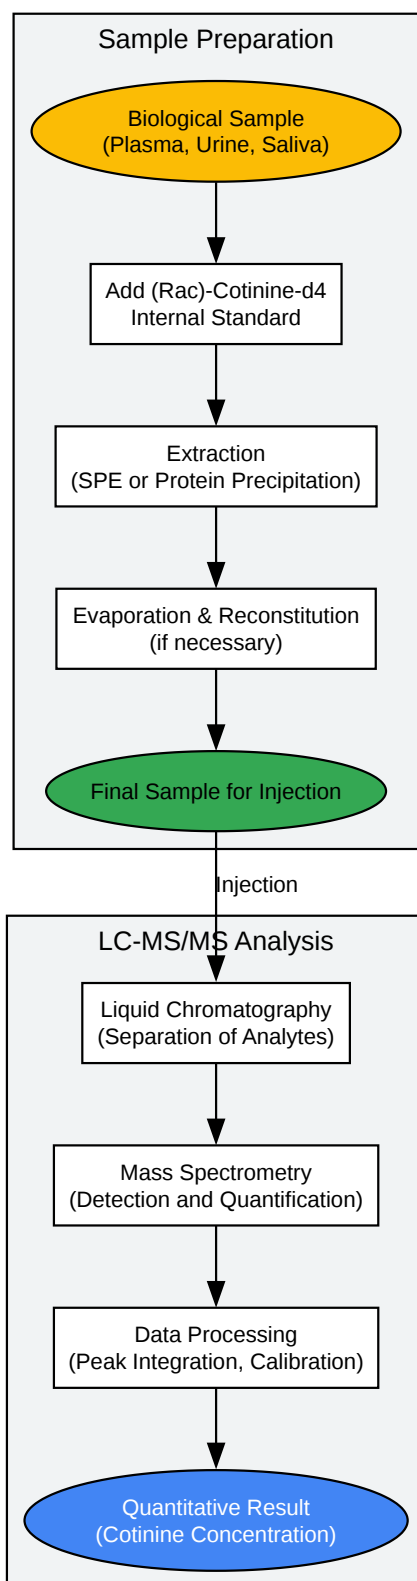 Sample Preparation
Biological Sample
(Plasma, Urine, Saliva)
Add (Rac)-Cotinine-d4
Internal Standard
Extraction
(SPE or Protein Precipitation)
Evaporation & Reconstitution
(if necessary)
Final Sample for Injection
Injection
LC-MS/MS Analysis
Liquid Chromatography
(Separation of Analytes)
Mass Spectrometry
(Detection and Quantification)
Data Processing
(Peak Integration, Calibration)
Quantitative Result
(Cotinine Concentration)